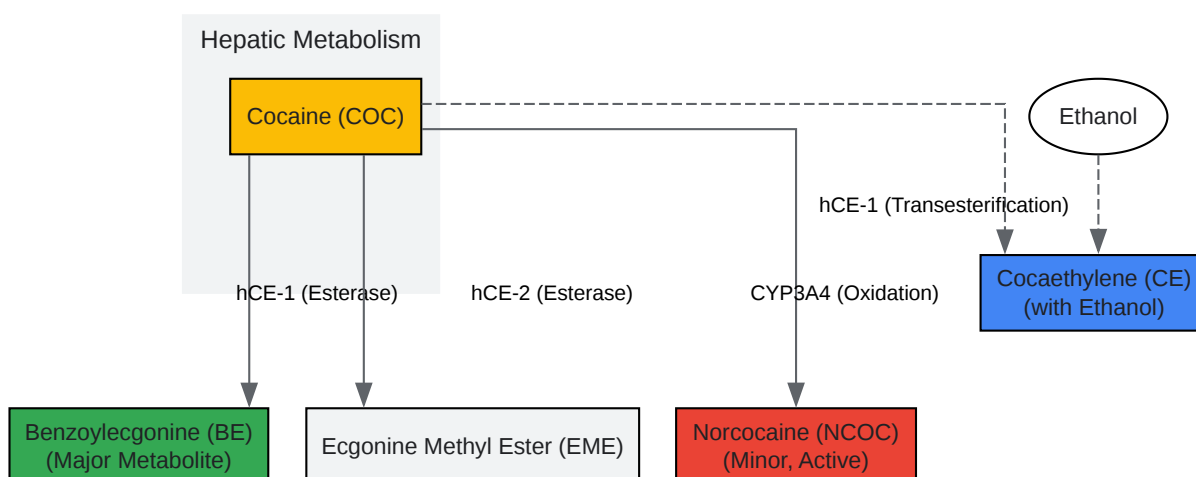 Hepatic Metabolism
Cocaine (COC)
Ethanol
hCE-1 (Transesterification)
Cocaethylene (CE)
(with Ethanol)
hCE-1 (Esterase)
hCE-2 (Esterase)
CYP3A4 (Oxidation)
Benzoylecgonine (BE)
(Major Metabolite)
Ecgonine Methyl Ester (EME)
Norcocaine (NCOC)
(Minor, Active)